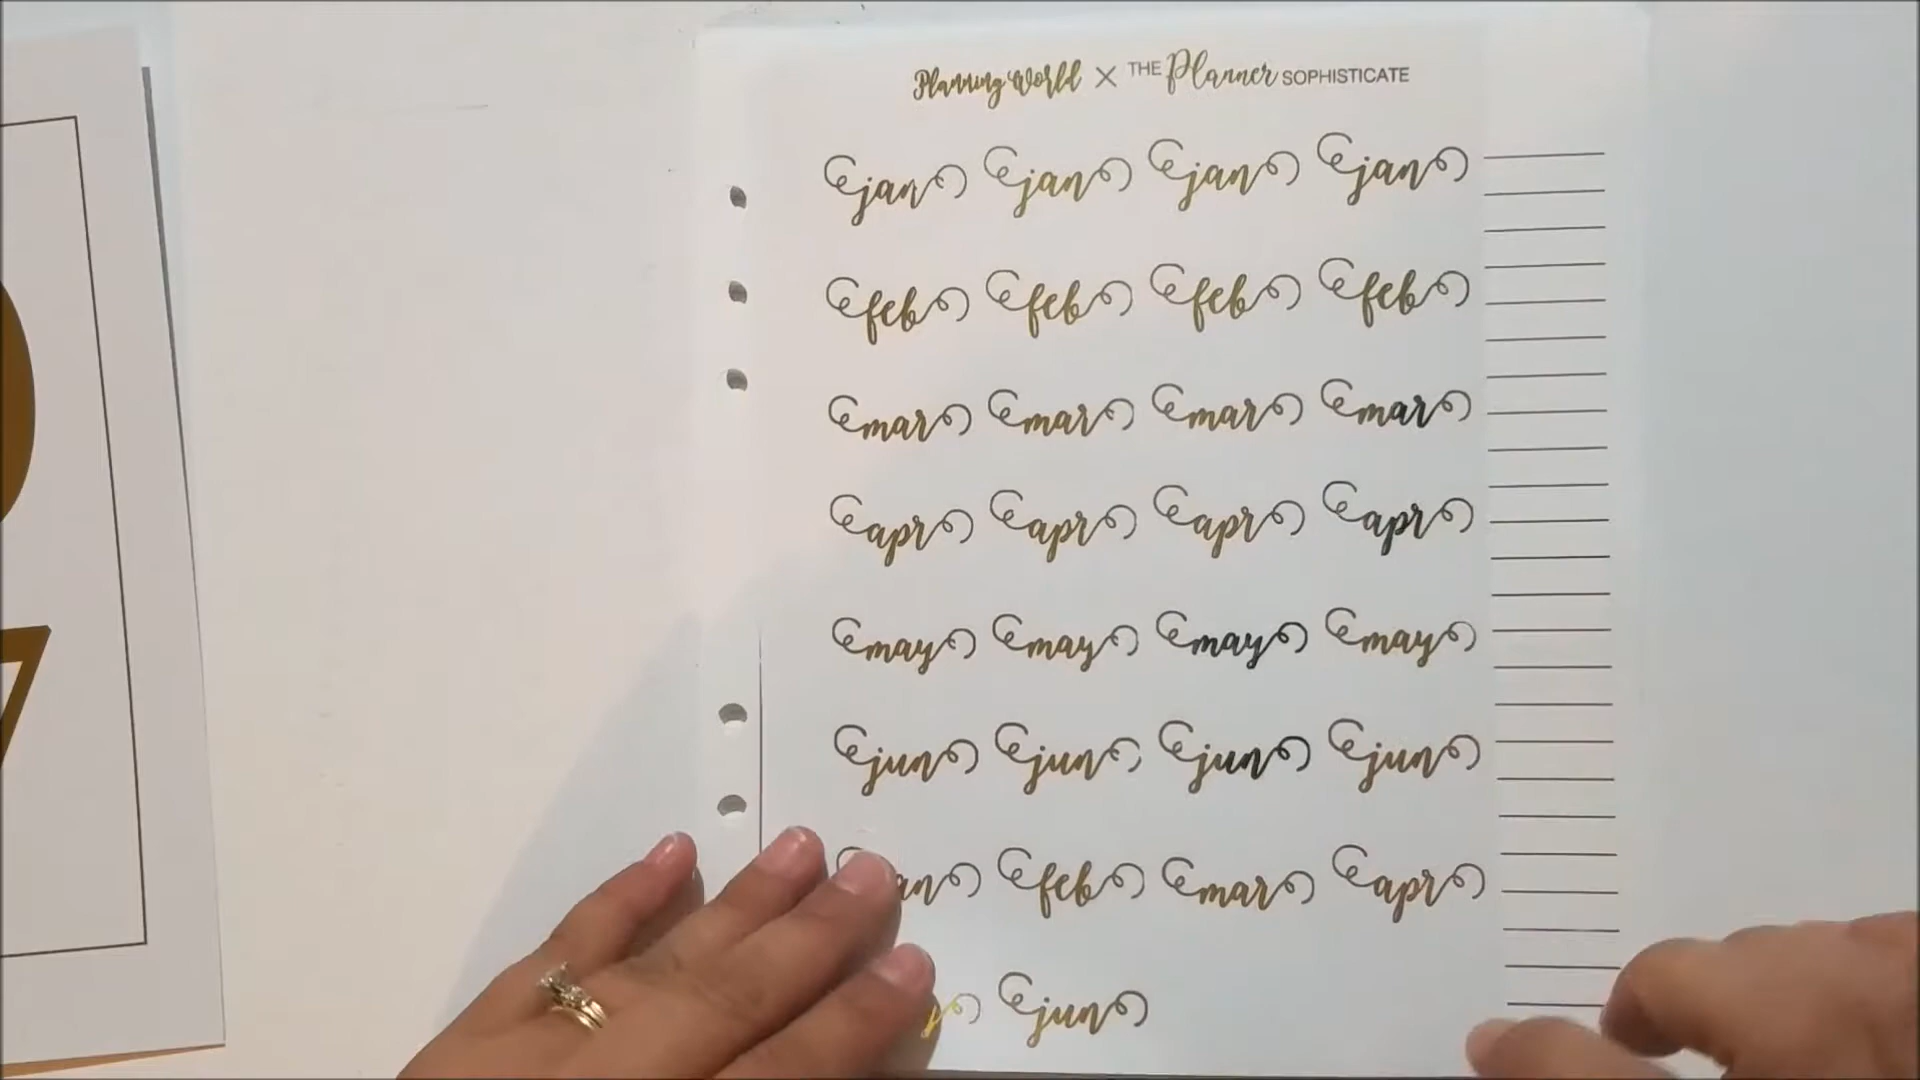 Planning World X THE Planner SOPHISTICATE
jan jan jan jan
feb feb feb feb
mar mar mar mar
apr apr apr apr
may may may may
jun jun jun jun
feb mar apr
jun